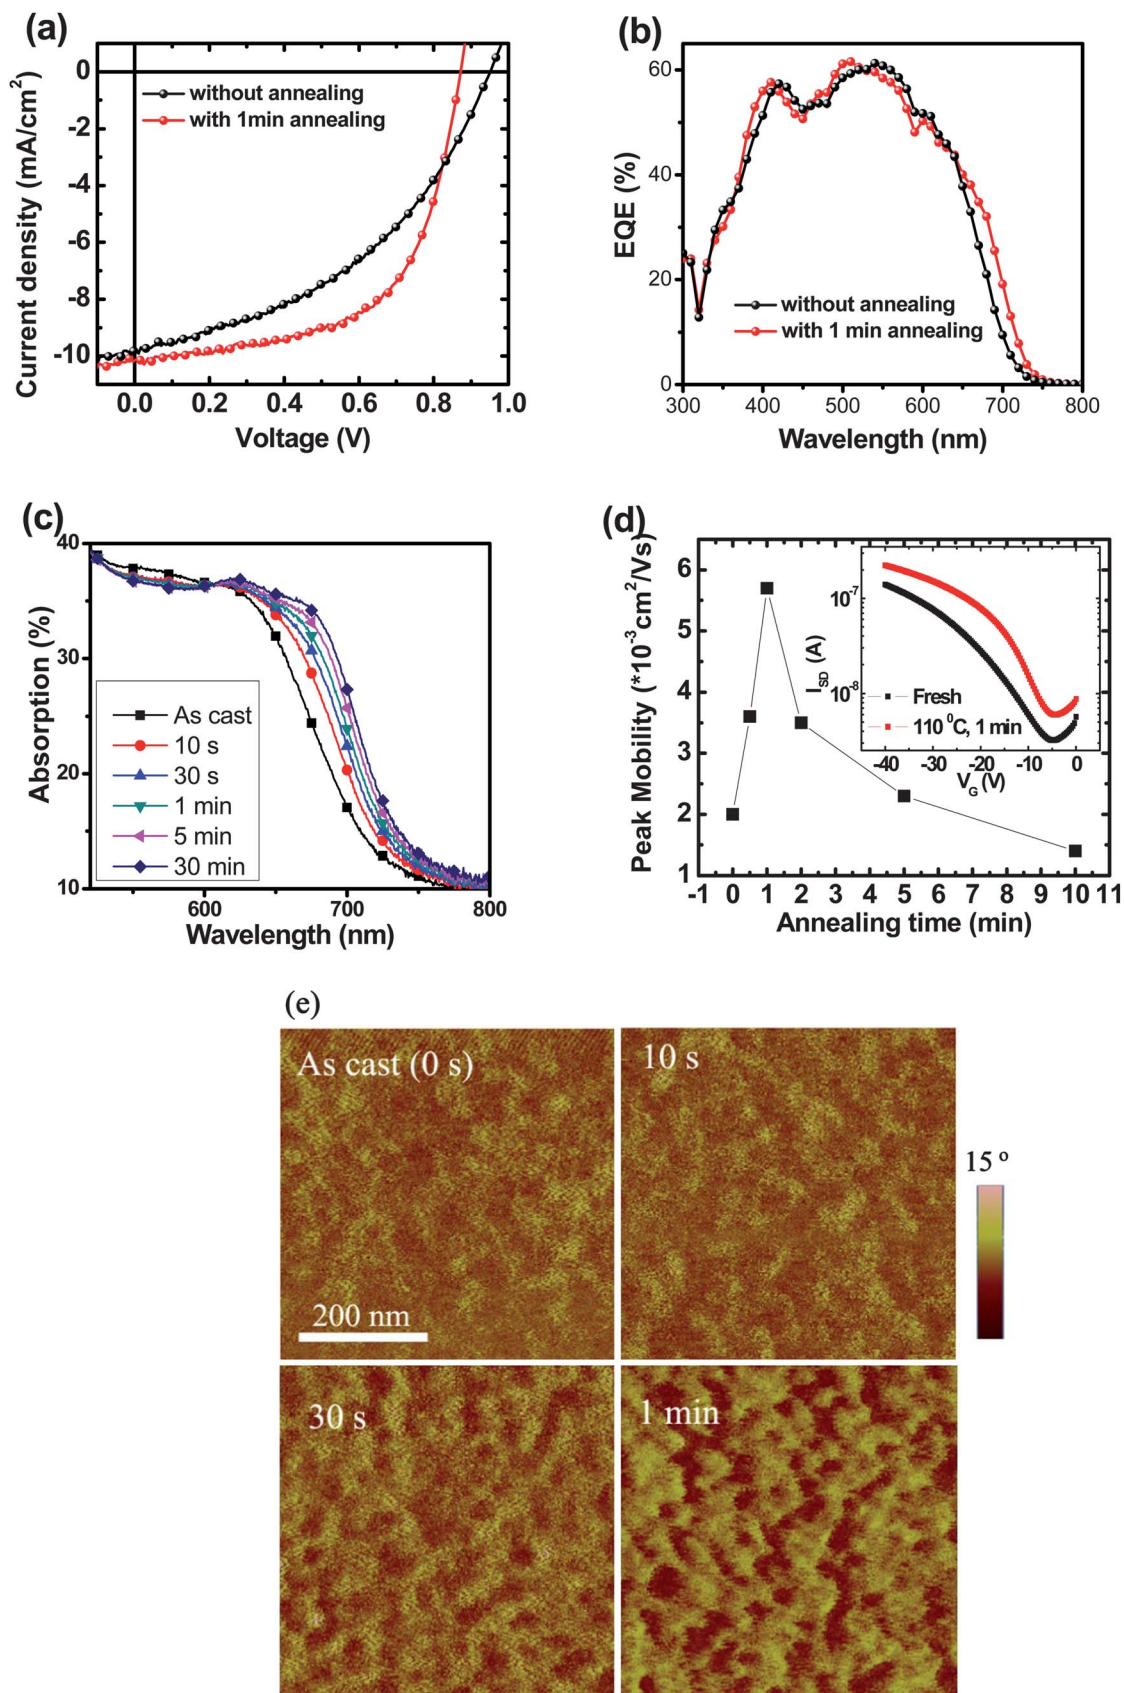 (a)
0
-2
-4
-6
-8
-10
Current density (mA/cm²)
without annealing
with 1min annealing
0.0 0.2 0.4 0.6 0.8 1.0
Voltage (V)
(b)
60
40
20
0
EQE (%)
without annealing
with 1 min annealing
300 400 500 600 700 800
Wavelength (nm)
(c)
40
30
20
10
Absorption (%)
As cast
10 s
30 s
1 min
5 min
30 min
600 700 800
Wavelength (nm)
(d)
6
5
4
3
2
1
Peak Mobility (*10⁻³cm²/Vs)
10⁻⁷
10⁻⁸
I_SD (A)
Fresh
110 ⁰C, 1 min
-40 -30 -20 -10 0
V_G (V)
-1 0 1 2 3 4 5 6 7 8 9 10 11
Annealing time (min)
(e)
As cast (0 s)
200 nm
10 s
15 º
30 s
1 min